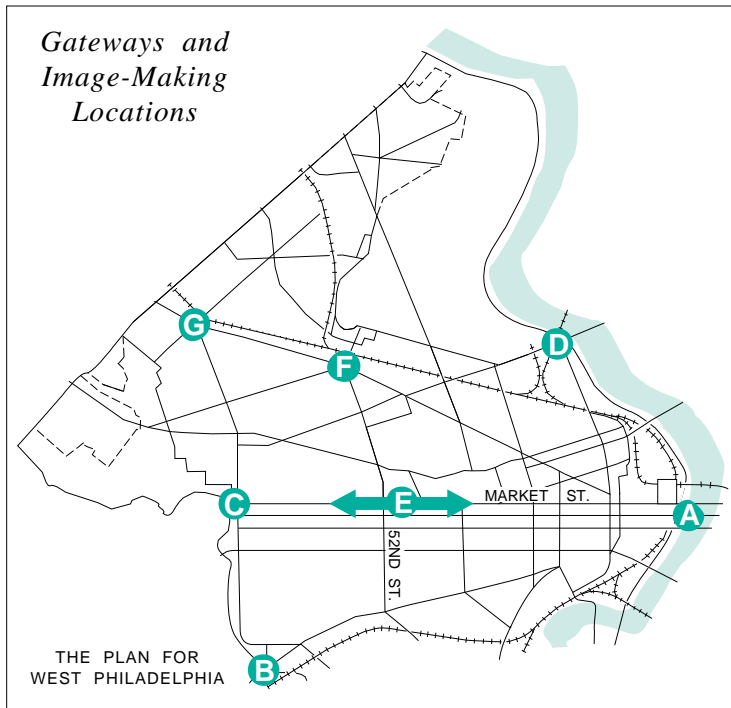 Gateways and
Image-Making
Locations
G
D
F
MARKET ST.
C
E
A
52ND ST.
THE PLAN FOR
WEST PHILADELPHIA
B